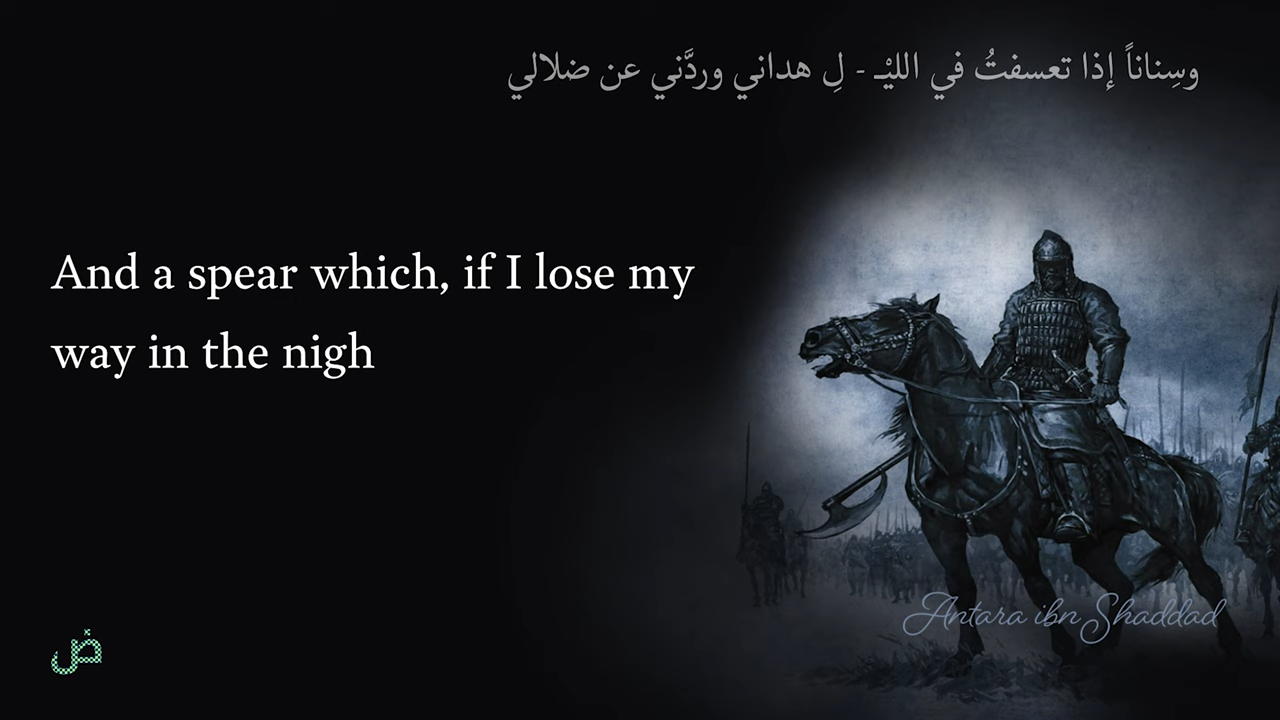 وسِناناً إذا تعسفتُ في الليْـ - لِ هداني وردَّني عن ضلالي
And a spear which, if I lose my
way in the nigh
Antara ibn Shaddad
ض